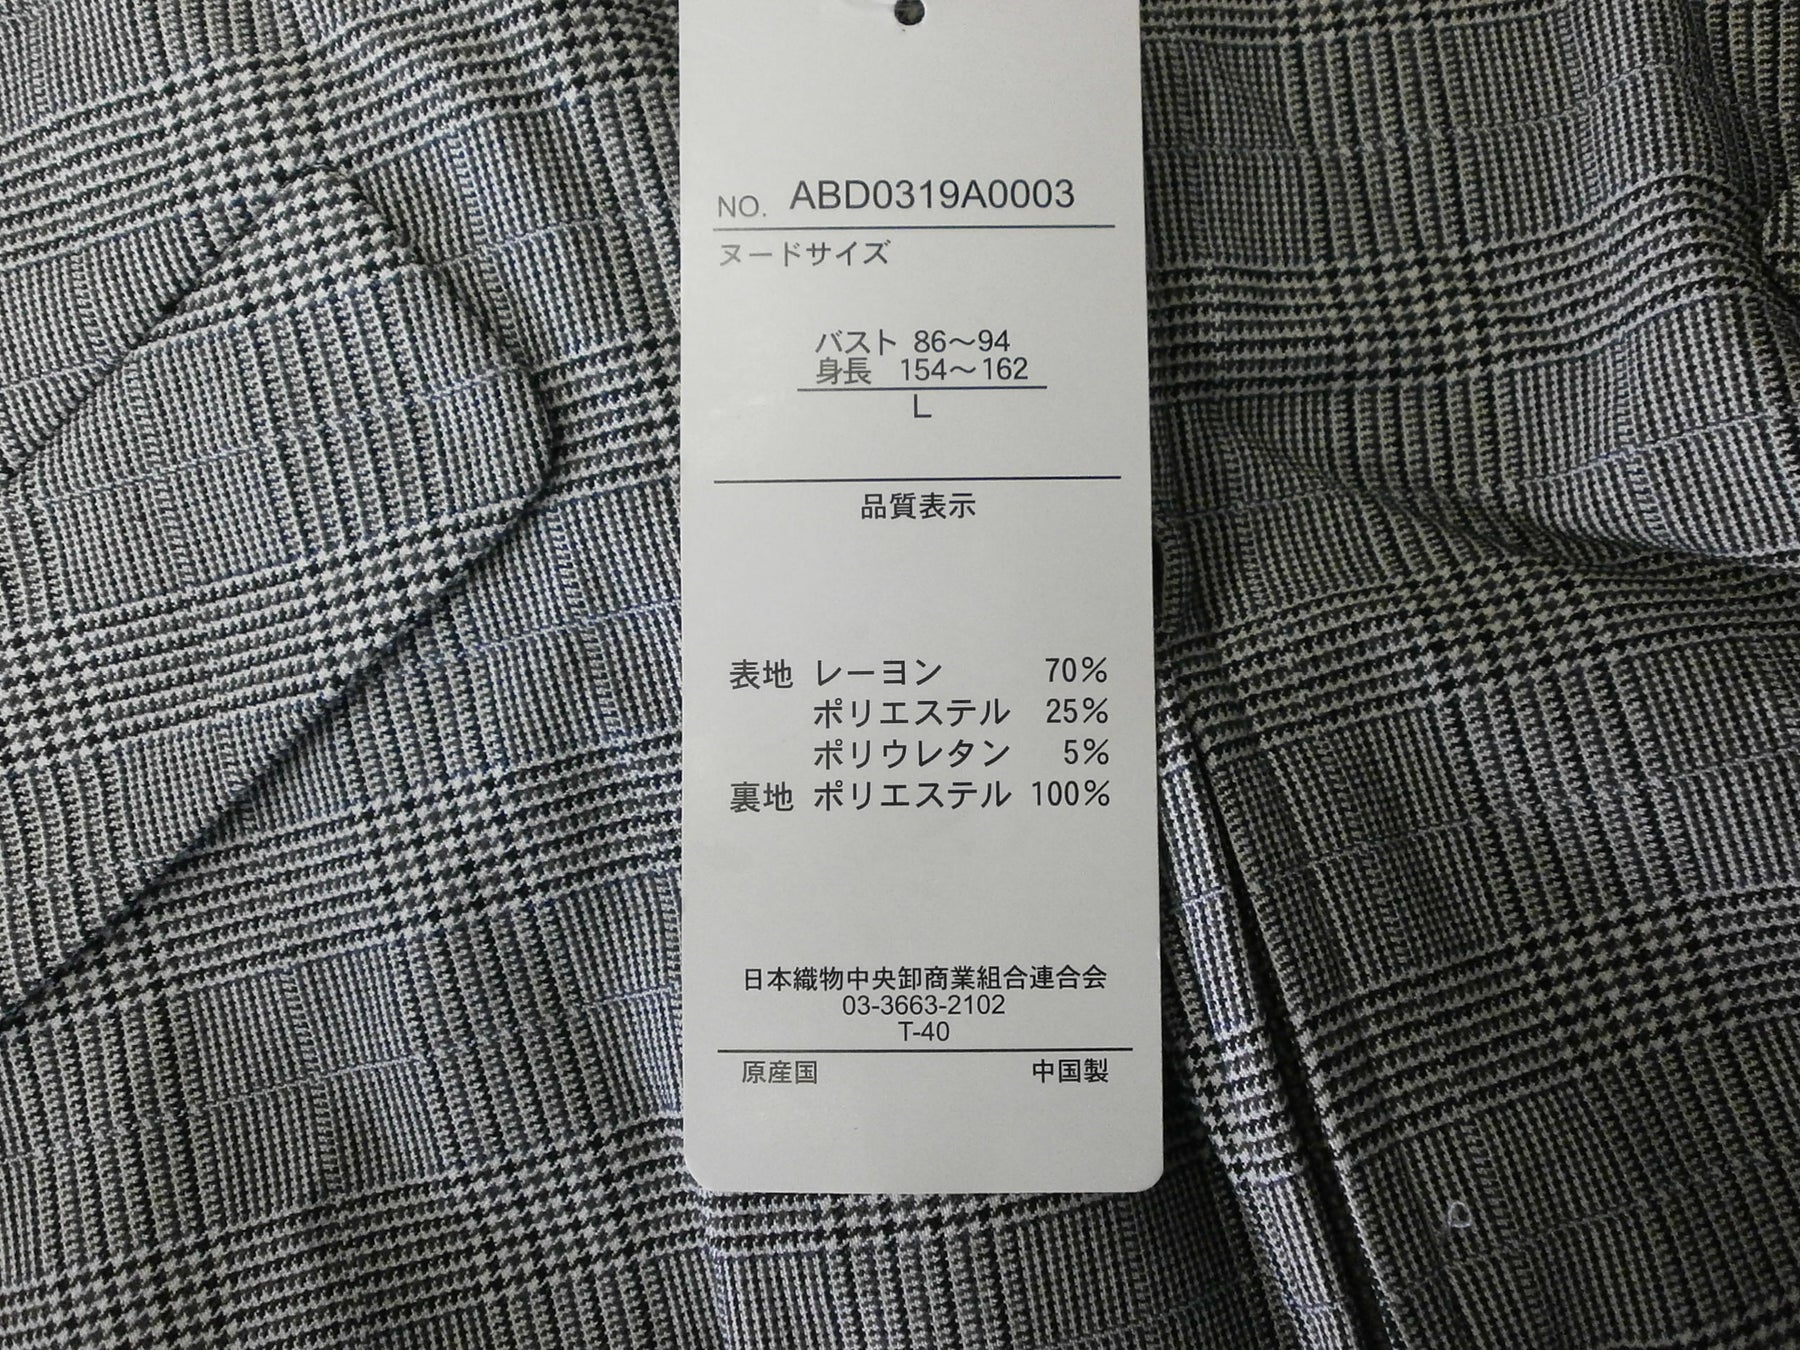 NO. ABD0319A0003
ヌードサイズ
バスト 86～94
身長 154～162
L
品質表示
表地 レーヨン 70%
ポリエステル 25%
ポリウレタン 5%
裏地 ポリエステル 100%
日本織物中央卸商業組合連合会
03-3663-2102
T-40
原産国 中国製